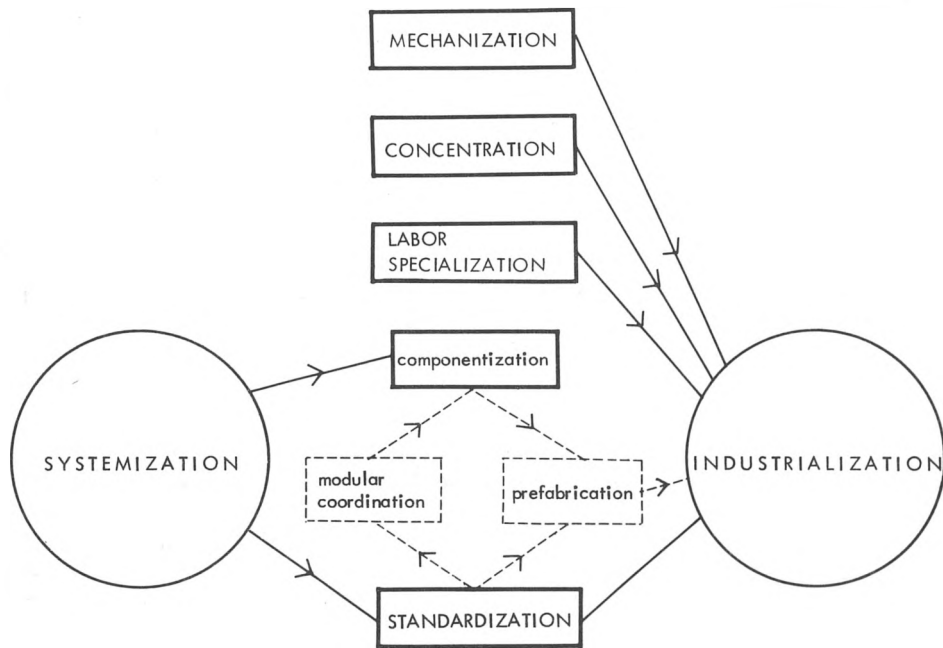 MECHANIZATION
CONCENTRATION
LABOR
SPECIALIZATION
componentization
SYSTEMIZATION
modular
coordination
prefabrication
INDUSTRIALIZATION
STANDARDIZATION